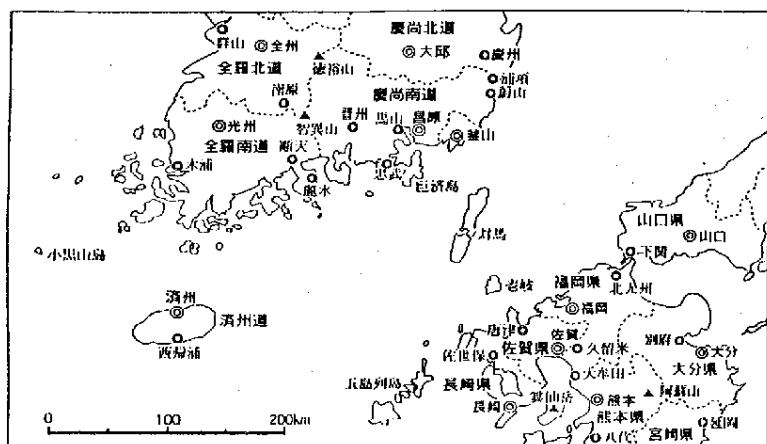 慶尚北道
群山
全州
大邱
慶州
徳裕山
全羅北道
浦項
蔚山
慶尚南道
南原
晋州
馬山
昌原
光州
智異山
釜山
全羅南道
順天
木浦
忠武
麗水
巨済島
山口県
山口
対馬
小黒山島
下関
壱岐
福岡県
北九州
済州
福岡
済州道
唐津
佐賀
別府
西帰浦
佐世保
佐賀県
久留米
大分
大分県
五島列島
長崎県
大牟田
阿蘇山
長崎
雲仙岳
熊本
熊本県
延岡
0
100
200km
八代
宮崎県